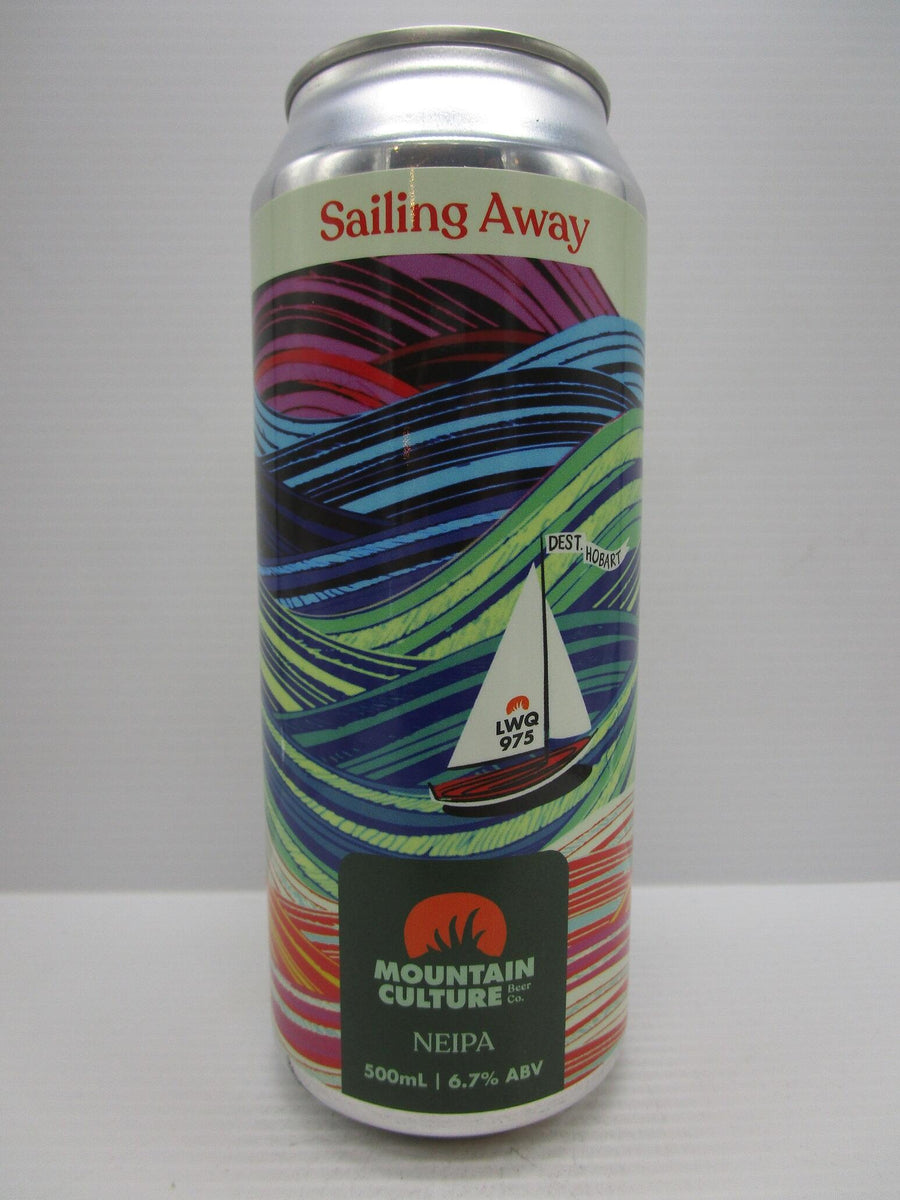 Sailing Away
DEST. HOBART
LWQ
975
MOUNTAIN
CULTURE Beer Co.
NEIPA
500mL | 6.7% ABV